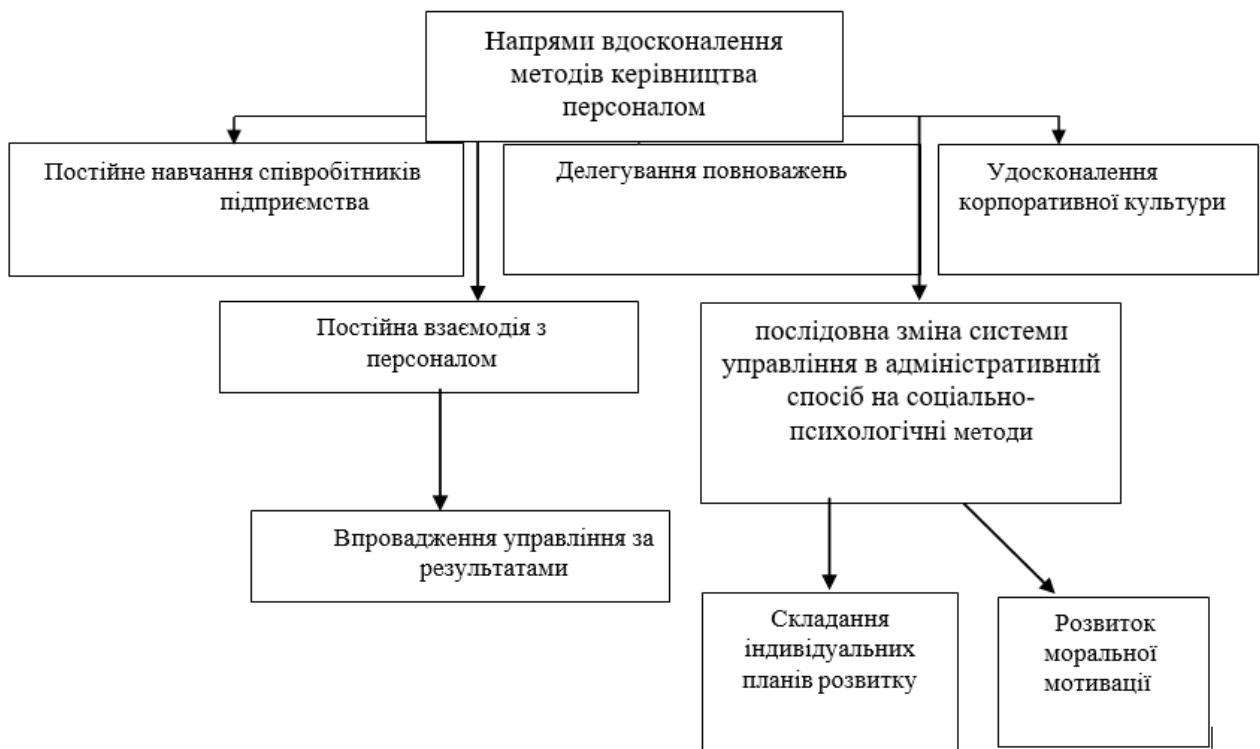 Напрями вдосконалення
методів керівництва
персоналом
Постійне навчання співробітників
підприємства
Делегування повноважень
Удосконалення
корпоративної культури
Постійна взаємодія з
персоналом
послідовна зміна системи
управління в адміністративний
спосіб на соціально-
психологічні методи
Впровадження управління за
результатами
Складання
індивідуальних
планів розвитку
Розвиток
моральної
мотивації